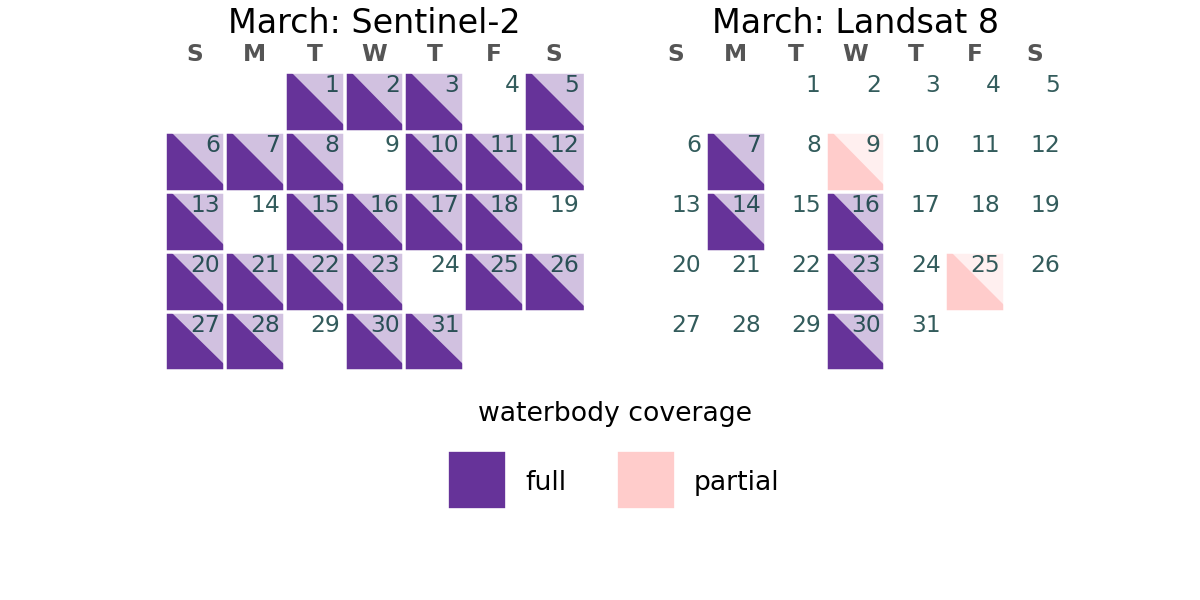 March: Sentinel-2
S M T W T F S
1 2 3 4 5
6 7 8 9 10 11 12
13 14 15 16 17 18 19
20 21 22 23 24 25 26
27 28 29 30 31
March: Landsat 8
S M T W T F S
1 2 3 4 5
6 7 8 9 10 11 12
13 14 15 16 17 18 19
20 21 22 23 24 25 26
27 28 29 30 31
waterbody coverage
full partial